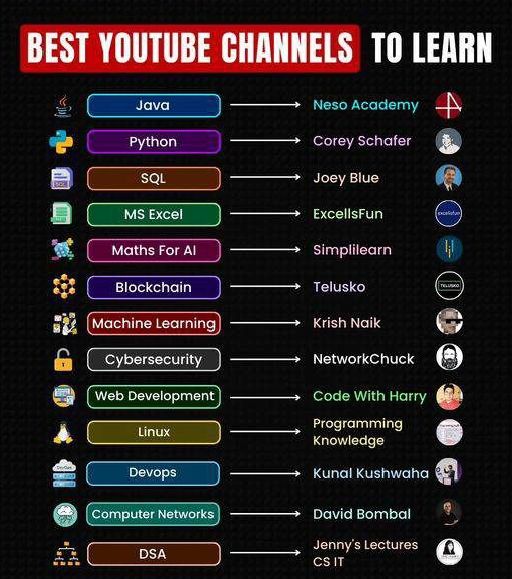 BEST YOUTUBE CHANNELS TO LEARN
Java Neso Academy
Python Corey Schafer
SQL Joey Blue
MS Excel ExcellsFun
Maths For AI Simplilearn
Blockchain Telusko
TELUSKO
Machine Learning Krish Naik
Cybersecurity NetworkChuck
Web Development Code With Harry
Linux Programming
Knowledge
Devops Kunal Kushwaha
Computer Networks David Bombal
DSA Jenny's Lectures
CS IT